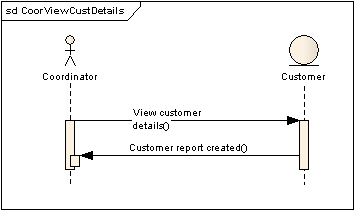 sd CoorViewCustDetails
Coordinator
Customer
View customer
details()
Customer report created()